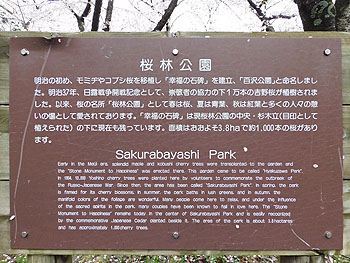 桜林公園
明治の初め、モミヂやコブシ桜を移植し「幸福の石碑」を建立、「百沢公園」と命名しまし
た。明治37年、日露戦争開戦記念として、崇敬者の協力の下1万本の吉野桜が植樹されま
した。以来、桜の名所「桜林公園」として春は桜、夏は青葉、秋は紅葉と多くの人々の憩
いの場として愛されております。「幸福の石碑」は現桜林公園の中央・杉木立(目印として
植えられた)の下に現在も残っています。面積はおおよそ3.8haで約1,000本の桜があり
ます。
Sakurabayashi Park
Early in the Meiji era, splendid maple and kobushi cherry trees were transplanted to the garden and
the "Stone Monument to Happiness" was erected there. This garden came to be called "Hyakuzawa Park".
In 1904, 10,000 Yoshino cherry trees were planted here by volunteers to commemorate the outbreak of
the Russo-Japanese War. Since then, the area has been called "Sakurabayashi Park". In spring, the park
is famed for its cherry blossoms, in summer, the park baths in lush greens, and in autumn the
manifold colors of the foliage are wonderful. Many people come here to relax, and under the influence
of the sacred spirits in the park, many couples have been known to fall in love here. The "Stone
Monument to Happiness" remains today in the center of Sakurabayashi Park and is easily recognized
by the commemorative Japanese Cedar planted beside it. The area of the park is about 3.8hectares
and has approximately 1,000cherry trees.